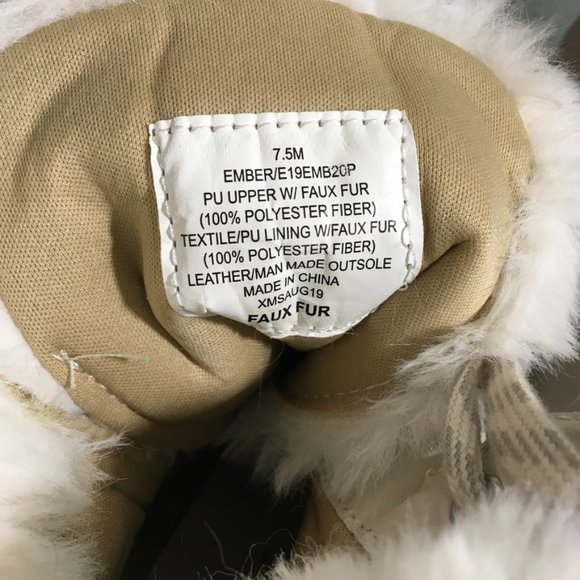 7.5M
EMBER/E19EMB20P
PU UPPER W/ FAUX FUR
(100% POLYESTER FIBER)
TEXTILE/PU LINING W/FAUX FUR
(100% POLYESTER FIBER)
LEATHER/MAN MADE OUTSOLE
MADE IN CHINA
XMSAUG19
FAUX FUR